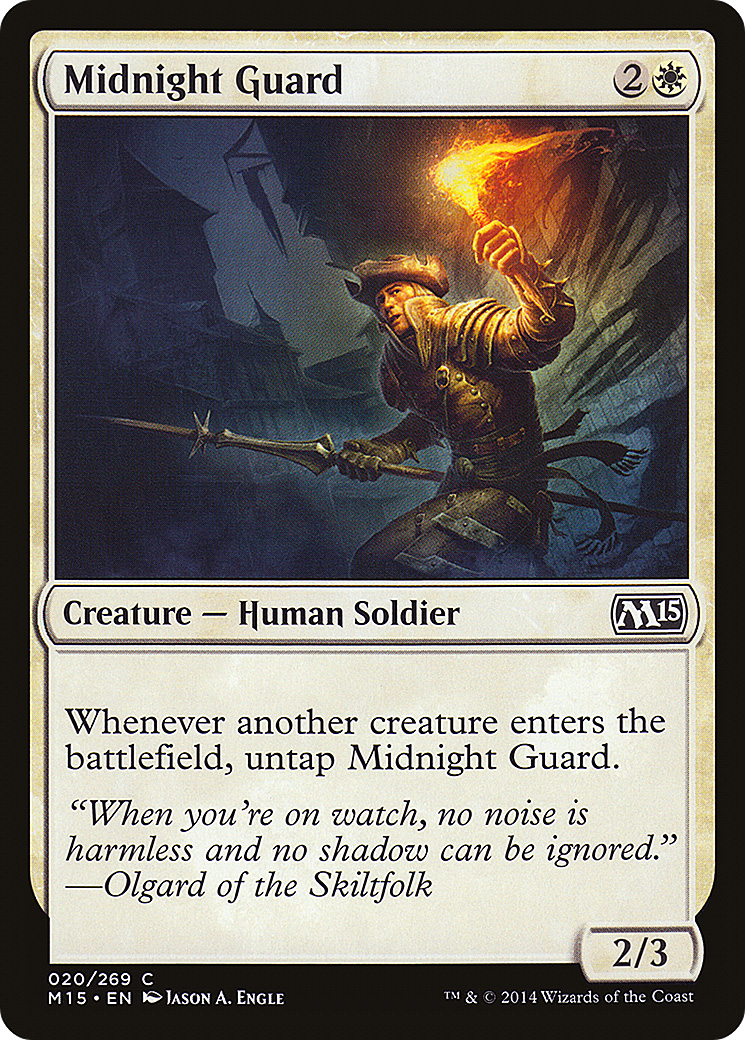 Midnight Guard 2
Creature — Human Soldier M15
Whenever another creature enters the
battlefield, untap Midnight Guard.
“When you’re on watch, no noise is
harmless and no shadow can be ignored.”
—Olgard of the Skiltfolk
2/3
020/269 C
M15 • EN Jason A. Engle ™ & © 2014 Wizards of the Coast